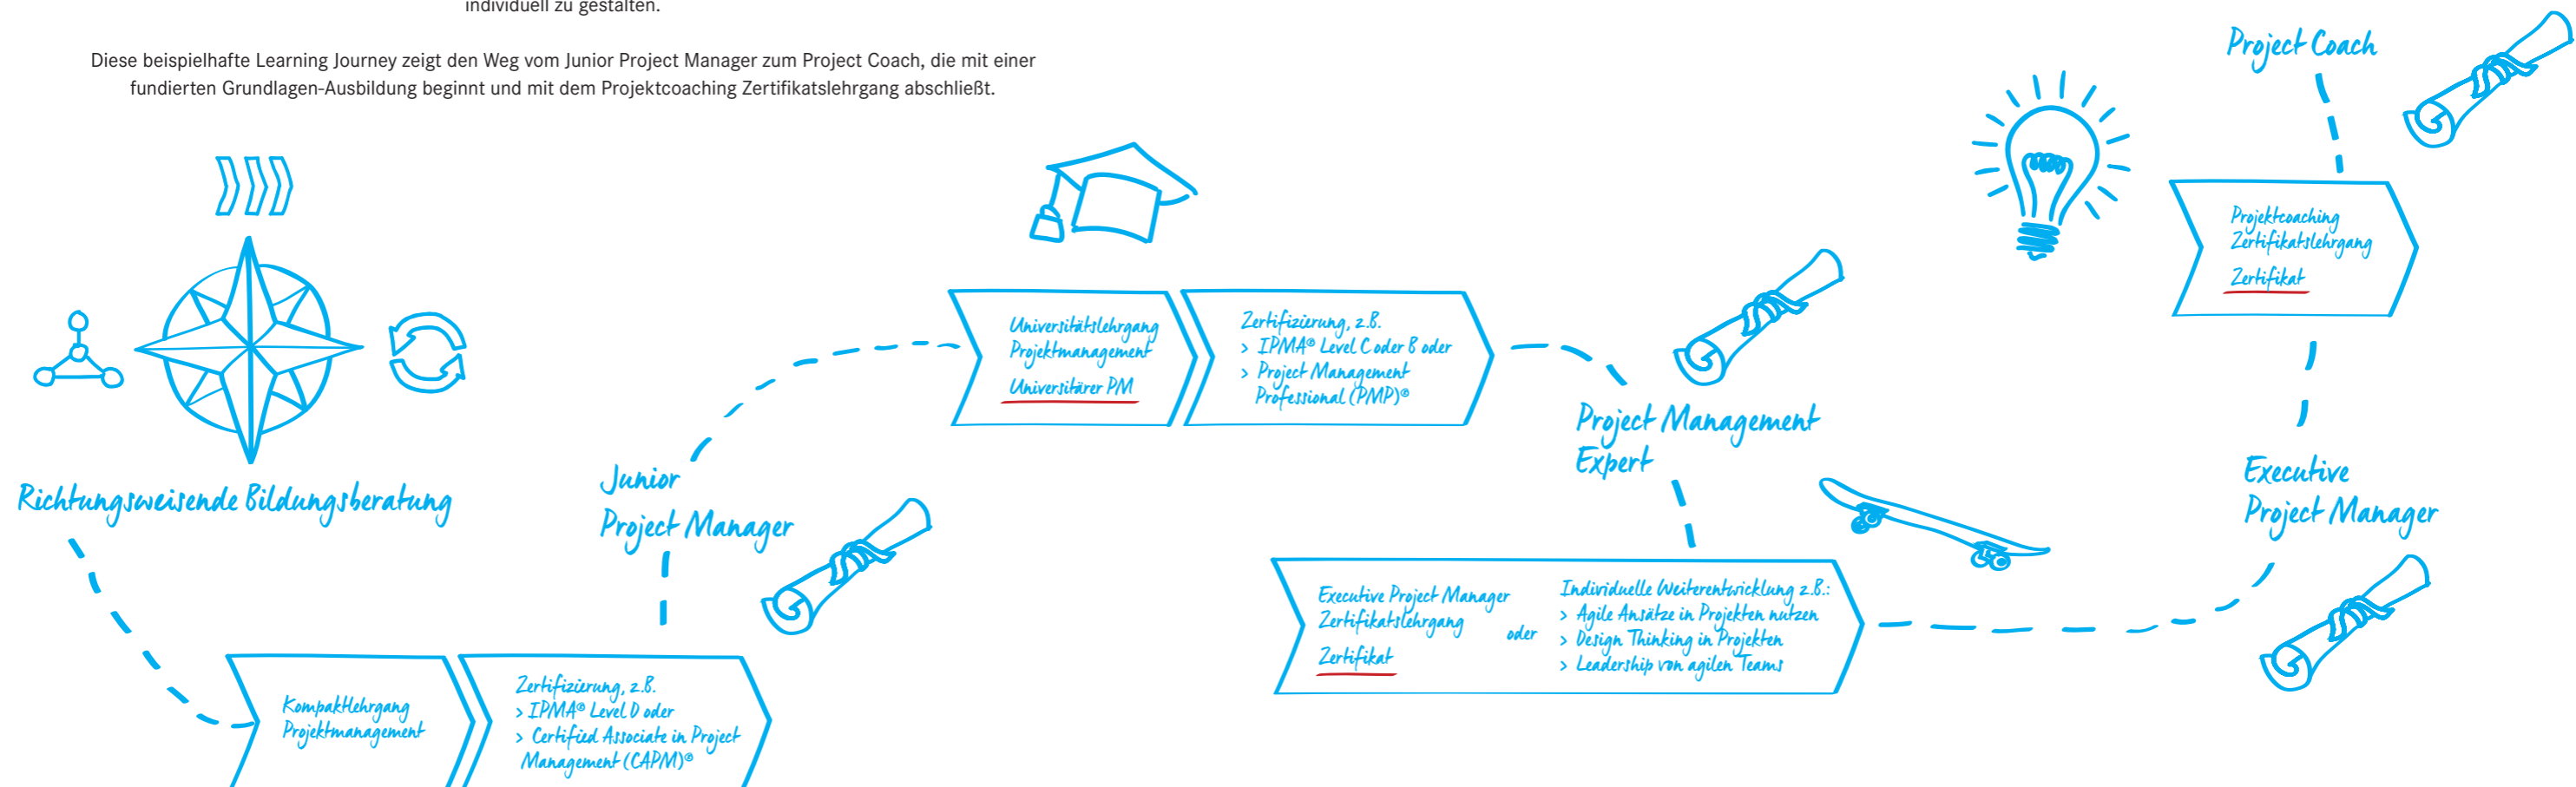 individuell zu gestalten.
Diese beispielhafte Learning Journey zeigt den Weg vom Junior Project Manager zum Project Coach, die mit einer
fundierten Grundlagen-Ausbildung beginnt und mit dem Projektcoaching Zertifikatslehrgang abschließt.
Richtungsweisende Bildungsberatung
Kompaktlehrgang
Projektmanagement
Zertifizierung, z.B.
> IPMA® Level D oder
> Certified Associate in Project
Management (CAPM)®
Junior
Project Manager
Universitätslehrgang
Projektmanagement
Universitärer PM
Zertifizierung, z.B.
> IPMA® Level C oder B oder
> Project Management
Professional (PMP)®
Project Management
Expert
Executive Project Manager
Zertifikatslehrgang
Zertifikat
oder
Individuelle Weiterentwicklung z.B.:
> Agile Ansätze in Projekten nutzen
> Design Thinking in Projekten
> Leadership von agilen Teams
Executive
Project Manager
Projektcoaching
Zertifikatslehrgang
Zertifikat
Project Coach